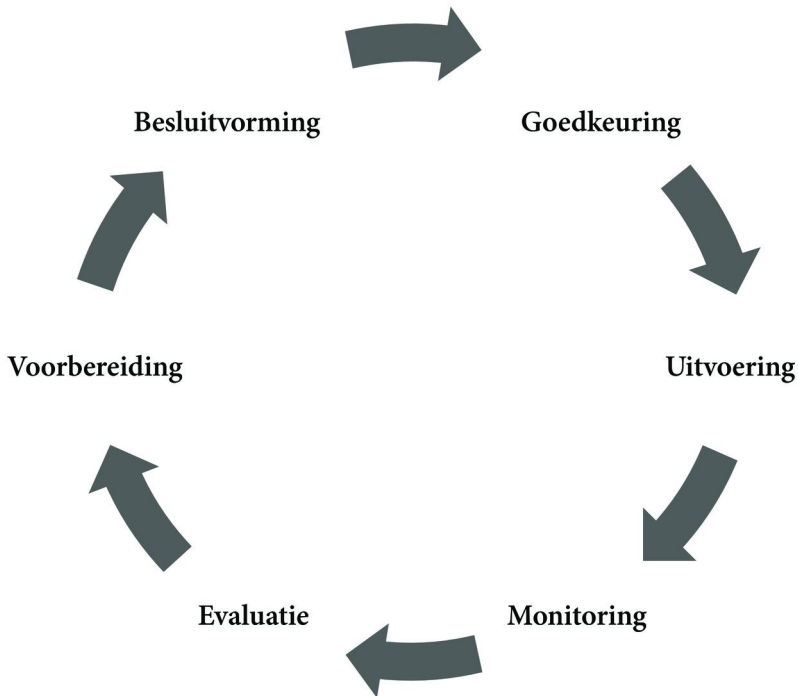 Besluitvorming
Goedkeuring
Voorbereiding
Uitvoering
Evaluatie
Monitoring